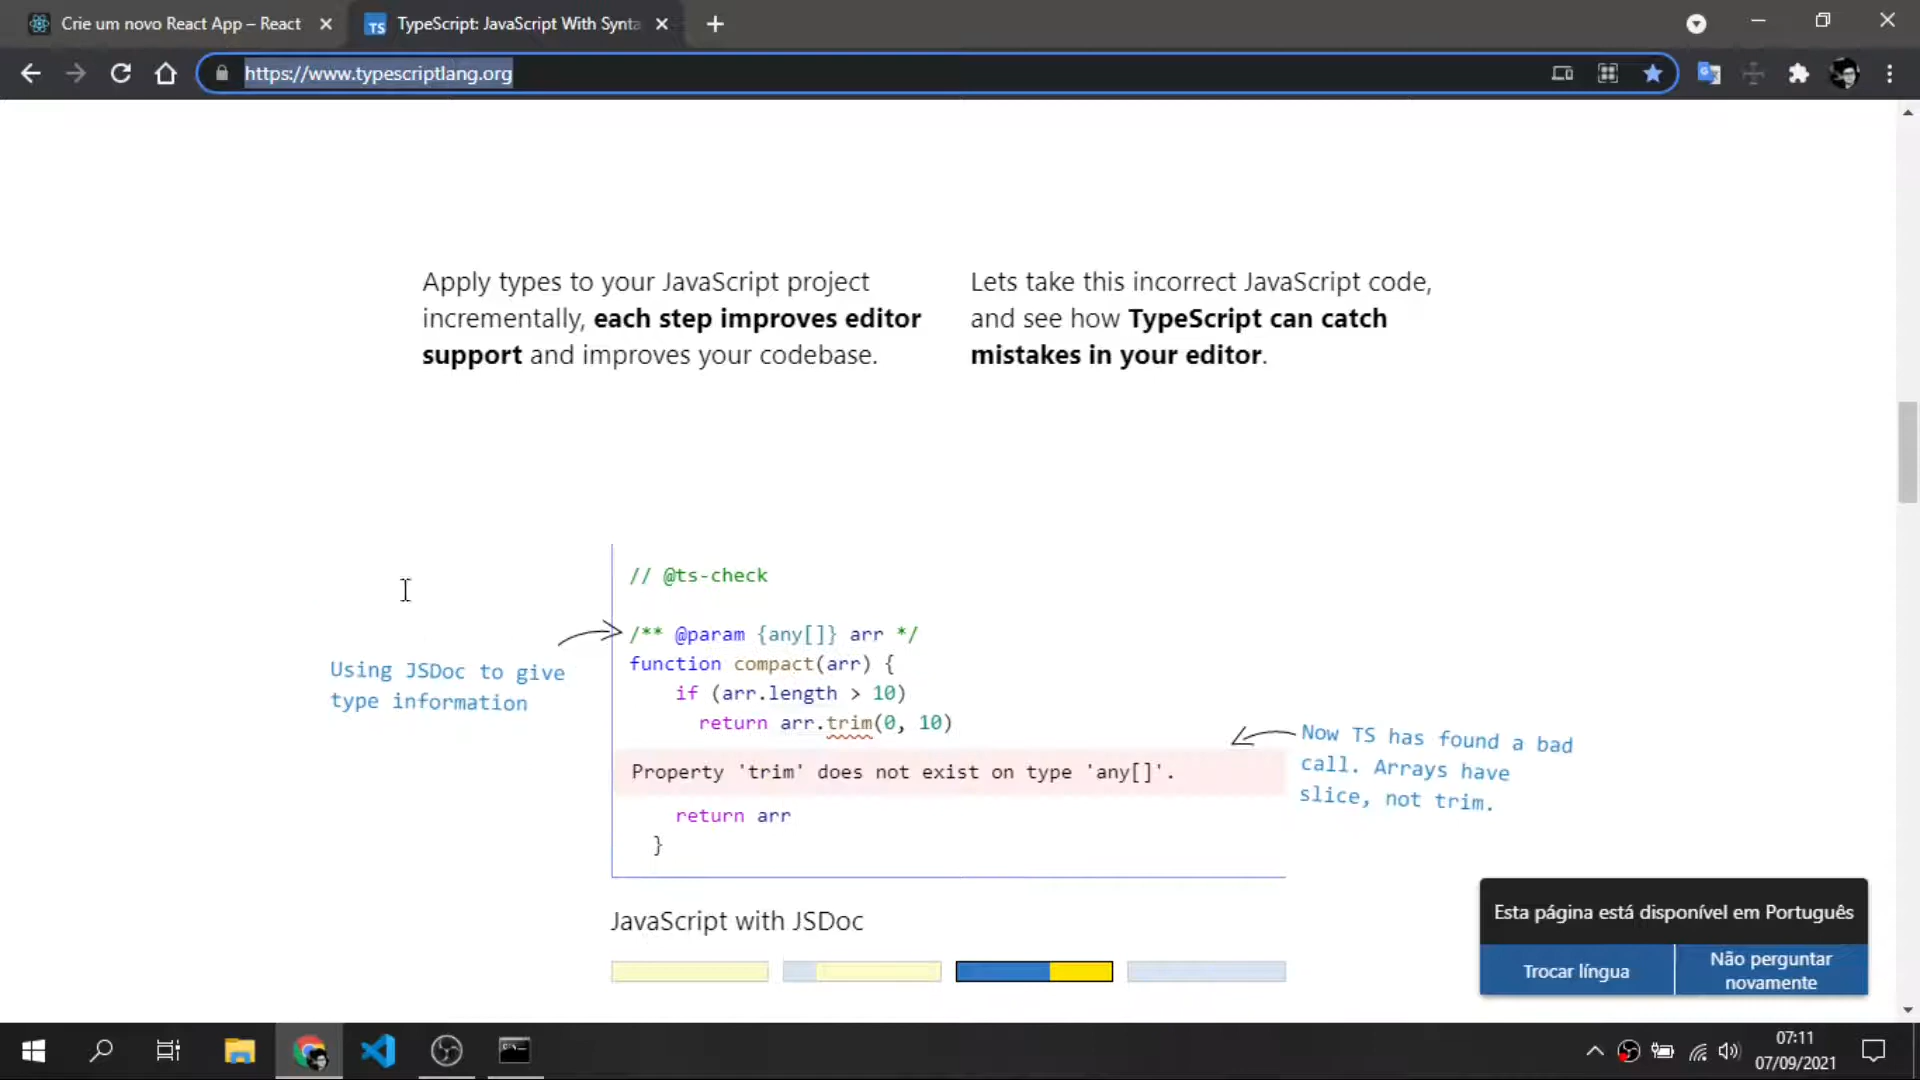 Crie um novo React App – React
TypeScript: JavaScript With Synta
https://www.typescriptlang.org
Apply types to your JavaScript project
incrementally, each step improves editor
support and improves your codebase.
Lets take this incorrect JavaScript code,
and see how TypeScript can catch
mistakes in your editor.
// @ts-check
/** @param {any[]} arr */
function compact(arr) {
if (arr.length > 10)
return arr.trim(0, 10)
Property 'trim' does not exist on type 'any[]'.
return arr
}
Using JSDoc to give
type information
Now TS has found a bad
call. Arrays have
slice, not trim.
JavaScript with JSDoc
Esta página está disponível em Português
Trocar língua
Não perguntar
novamente
07:11
07/09/2021